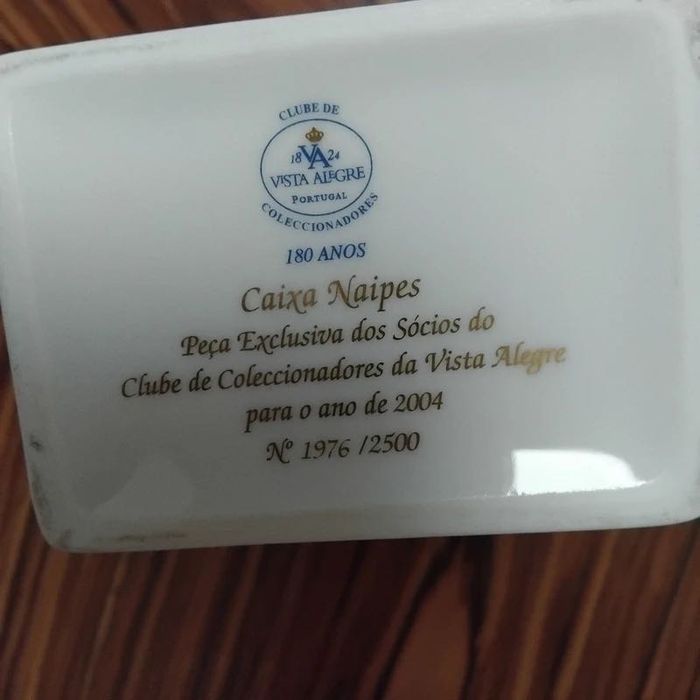 CLUBE DE
18 VA 24
VISTA ALEGRE
PORTUGAL
COLECCIONADORES
180 ANOS
Caixa Naipes
Peça Exclusiva dos Sócios do
Clube de Coleccionadores da Vista Alegre
para o ano de 2004
Nº 1976 /2500